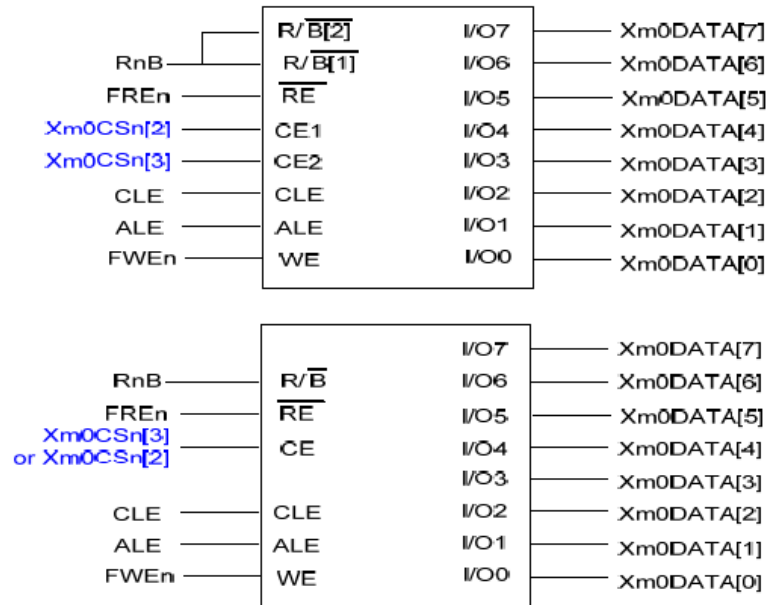 R/B[2] I/O7 Xm0DATA[7]
RnB R/B[1] I/O6 Xm0DATA[6]
FREn RE I/O5 Xm0DATA[5]
Xm0CSn[2] CE1 I/O4 Xm0DATA[4]
Xm0CSn[3] CE2 I/O3 Xm0DATA[3]
CLE CLE I/O2 Xm0DATA[2]
ALE ALE I/O1 Xm0DATA[1]
FWEn WE I/O0 Xm0DATA[0]
I/O7 Xm0DATA[7]
RnB R/B I/O6 Xm0DATA[6]
FREn RE I/O5 Xm0DATA[5]
Xm0CSn[3]
or Xm0CSn[2] CE I/O4 Xm0DATA[4]
I/O3 Xm0DATA[3]
CLE CLE I/O2 Xm0DATA[2]
ALE ALE I/O1 Xm0DATA[1]
FWEn WE I/O0 Xm0DATA[0]